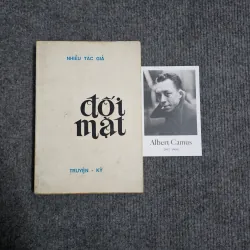 NHIỀU TÁC GIẢ
đối
mặt
TRUYỆN - KÝ
Albert Camus